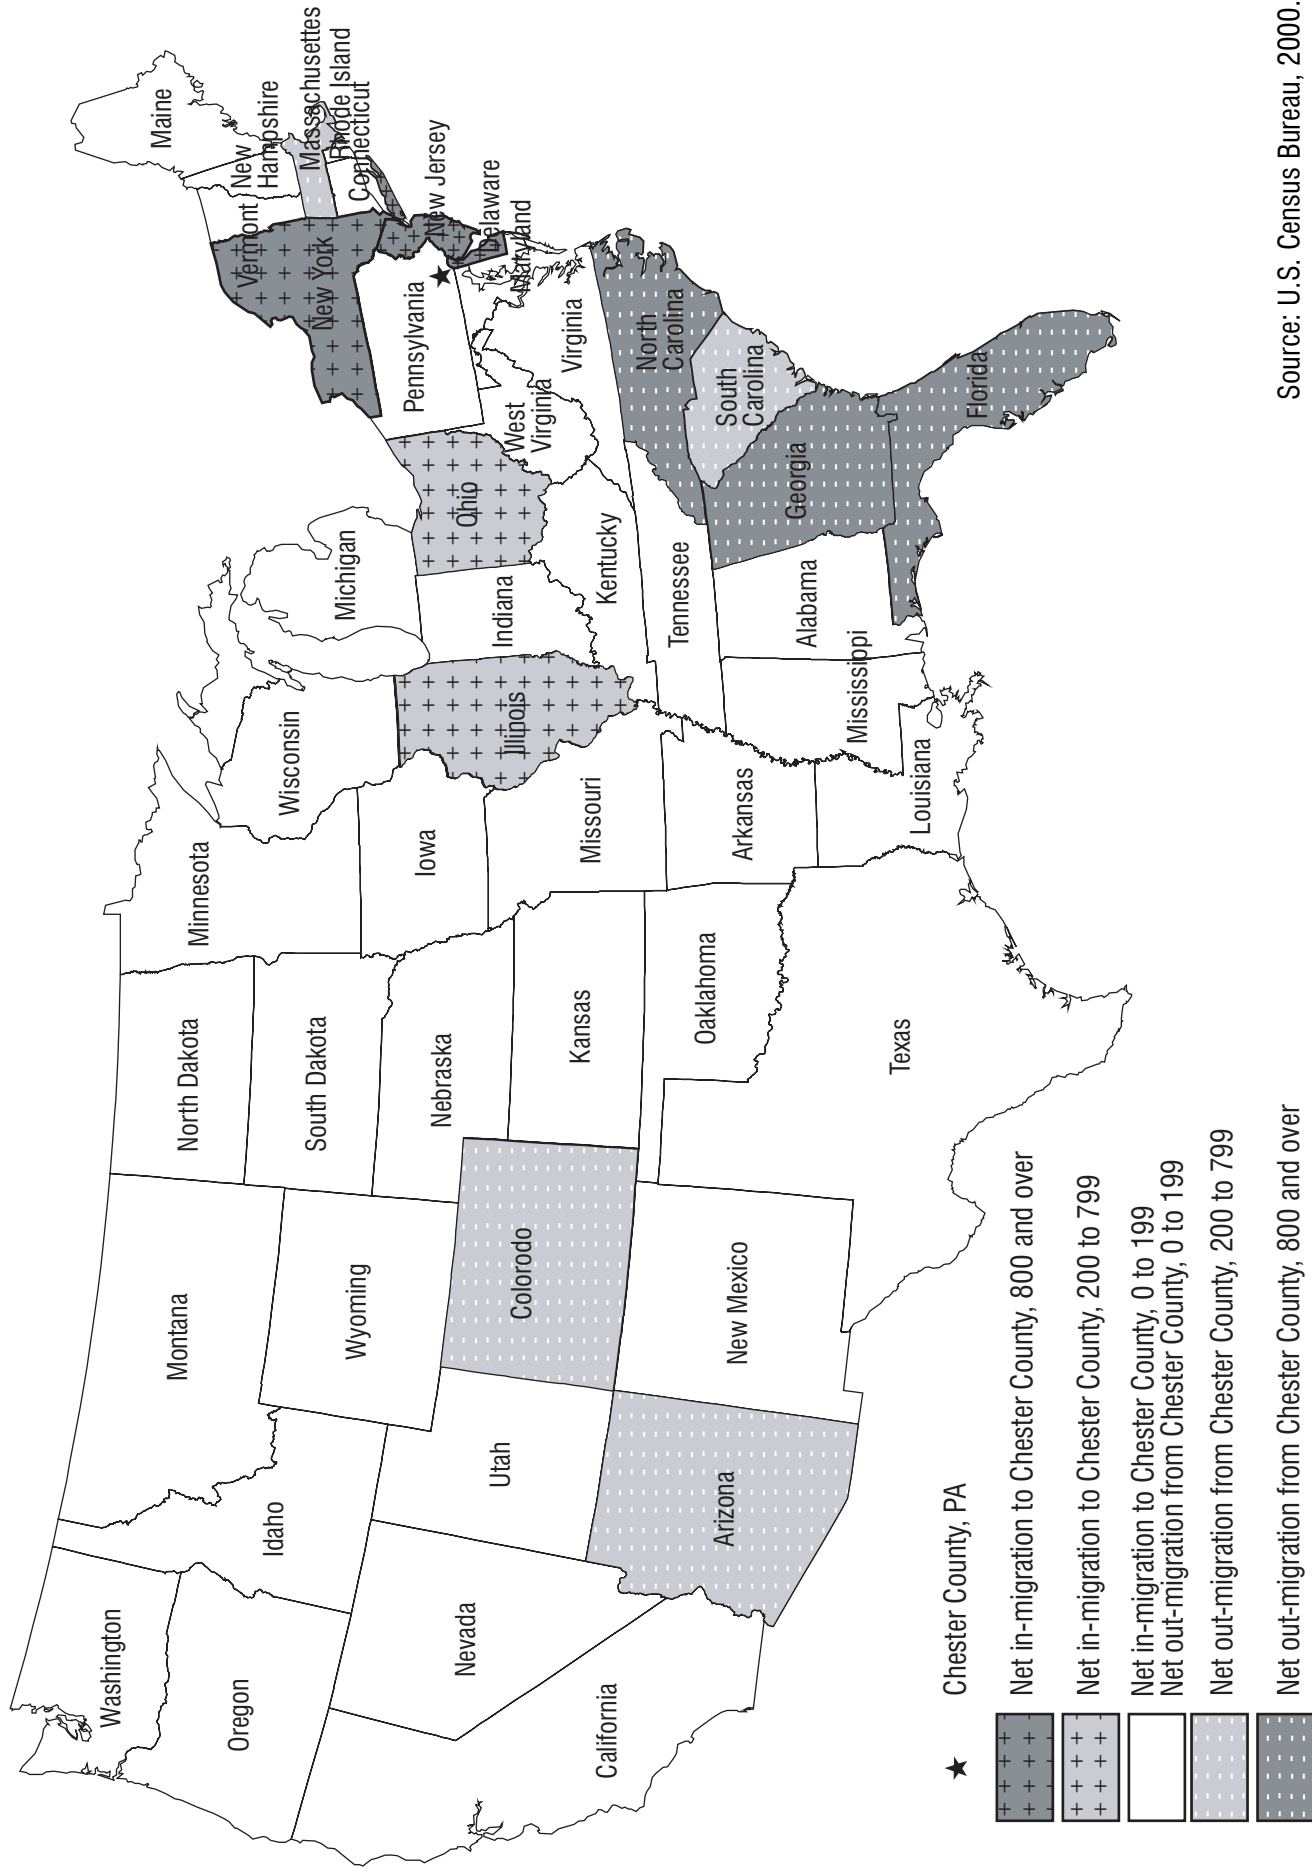 Washington
Oregon
California
Nevada
Idaho
Montana
Wyoming
Utah
Arizona
Colorodo
New Mexico
North Dakota
South Dakota
Nebraska
Kansas
Oaklahoma
Texas
Minnesota
Iowa
Missouri
Arkansas
Louisiana
Wisconsin
Illinois
Michigan
Indiana
Ohio
Kentucky
Tennessee
Mississippi
Alabama
Georgia
Florida
South
Carolina
North
Carolina
Virginia
West
Virginia
Pennsylvania
New York
Vermont
New
Hampshire
Maine
Massachusettes
Rhode Island
Connecticut
New Jersey
Delaware
Maryland
Chester County, PA
Net in-migration to Chester County, 800 and over
Net in-migration to Chester County, 200 to 799
Net in-migration to Chester County, 0 to 199
Net out-migration from Chester County, 0 to 199
Net out-migration from Chester County, 200 to 799
Net out-migration from Chester County, 800 and over
Source: U.S. Census Bureau, 2000.